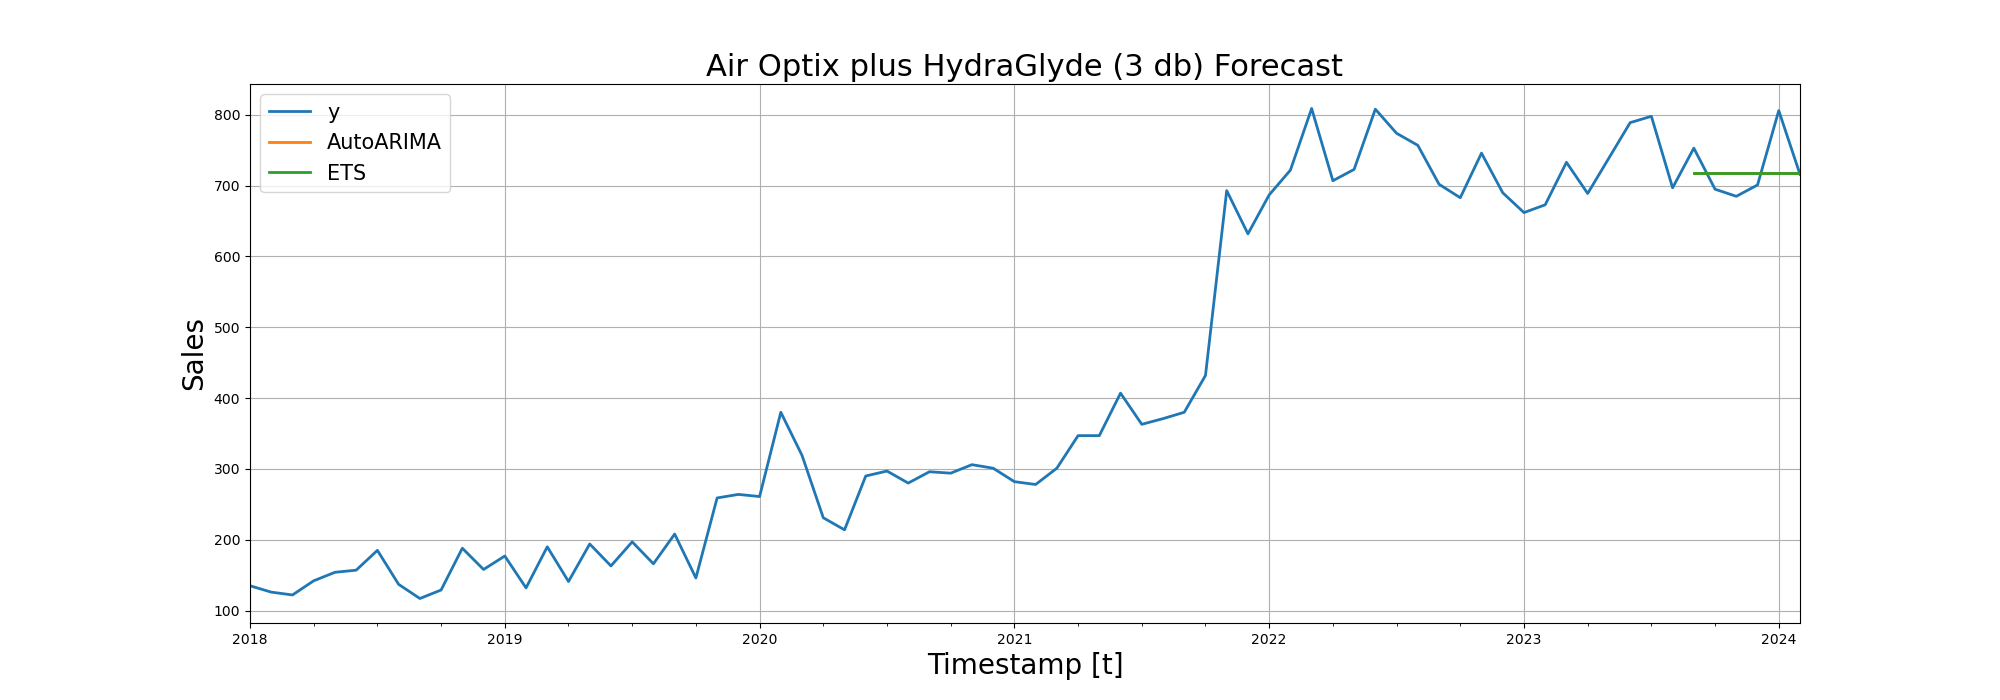 Air Optix plus HydraGlyde (3 db) Forecast
y
AutoARIMA
ETS
800
700
600
500
400
300
200
100
Sales
2018 2019 2020 2021 2022 2023 2024
Timestamp [t]